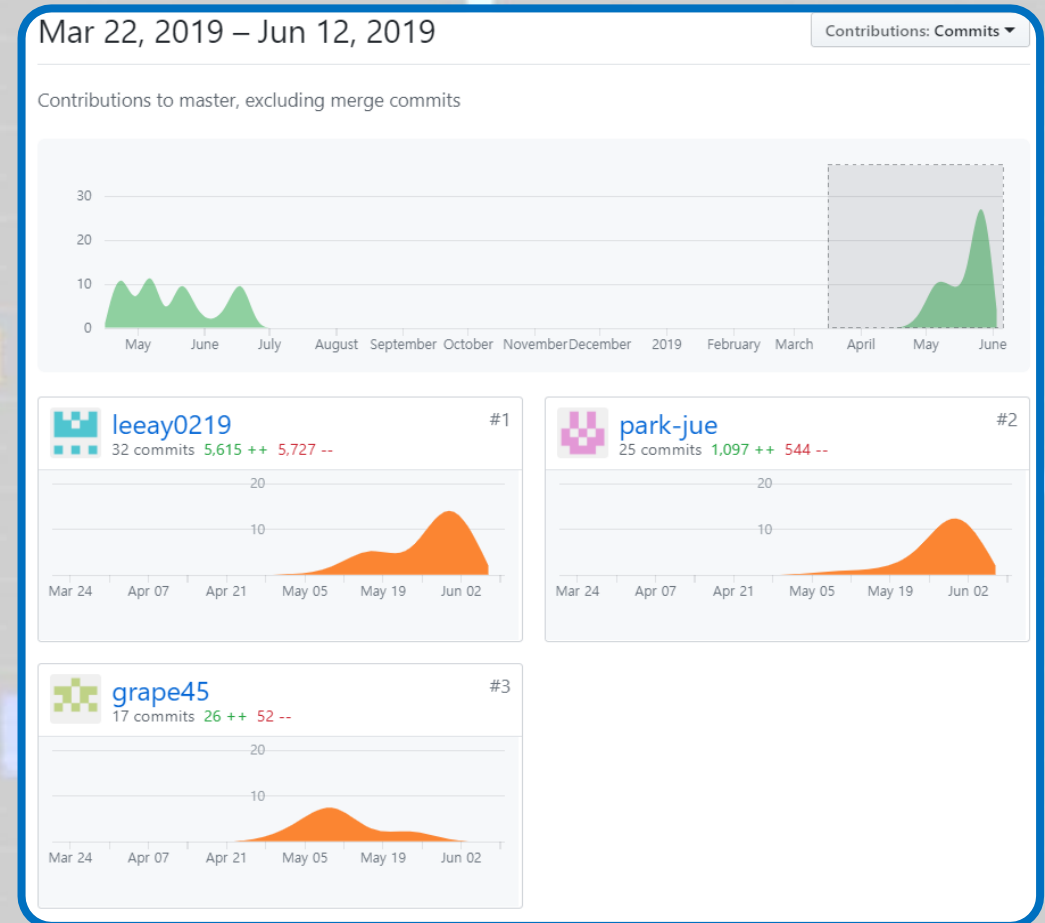 Mar 22, 2019 – Jun 12, 2019
Contributions: Commits
Contributions to master, excluding merge commits
30
20
10
0
May June July August September October November December 2019 February March April May June
leeay0219 #1
32 commits 5,615 ++ 5,727 --
20
10
Mar 24 Apr 07 Apr 21 May 05 May 19 Jun 02
park-jue #2
25 commits 1,097 ++ 544 --
20
10
Mar 24 Apr 07 Apr 21 May 05 May 19 Jun 02
grape45 #3
17 commits 26 ++ 52 --
20
10
Mar 24 Apr 07 Apr 21 May 05 May 19 Jun 02